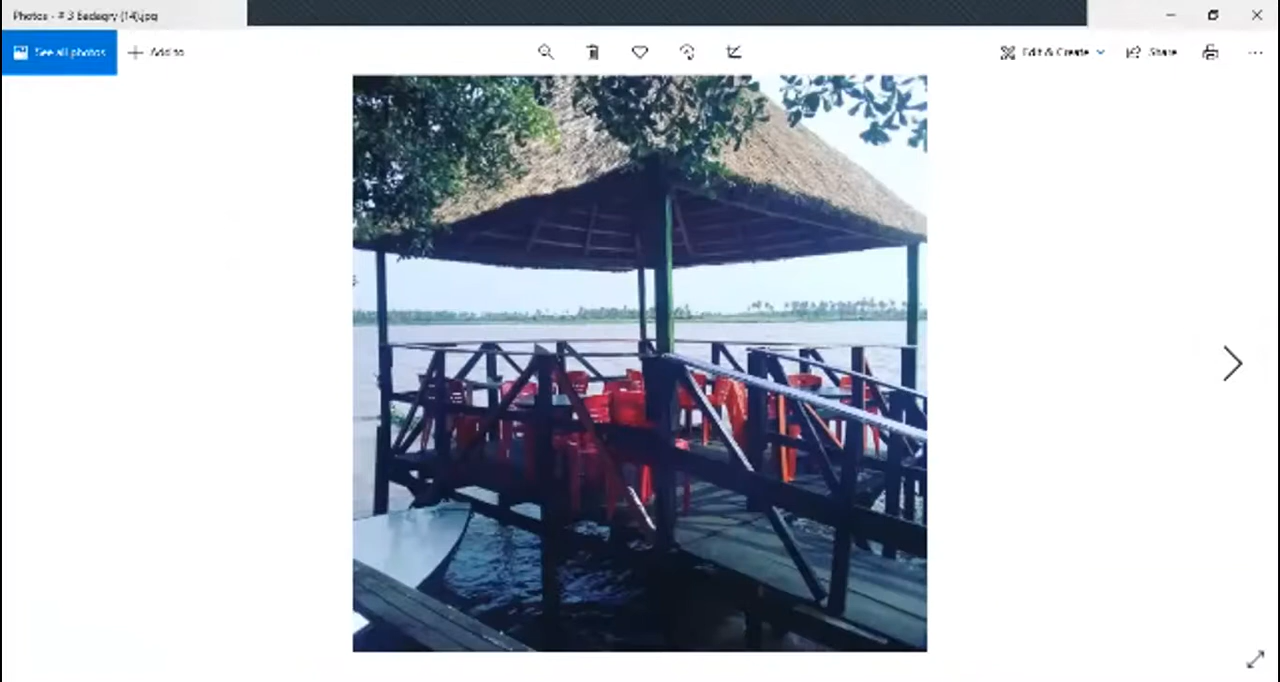 Photos - # 3 Badagry (14).jpg
See all photos
Add to
Edit & Create
Share